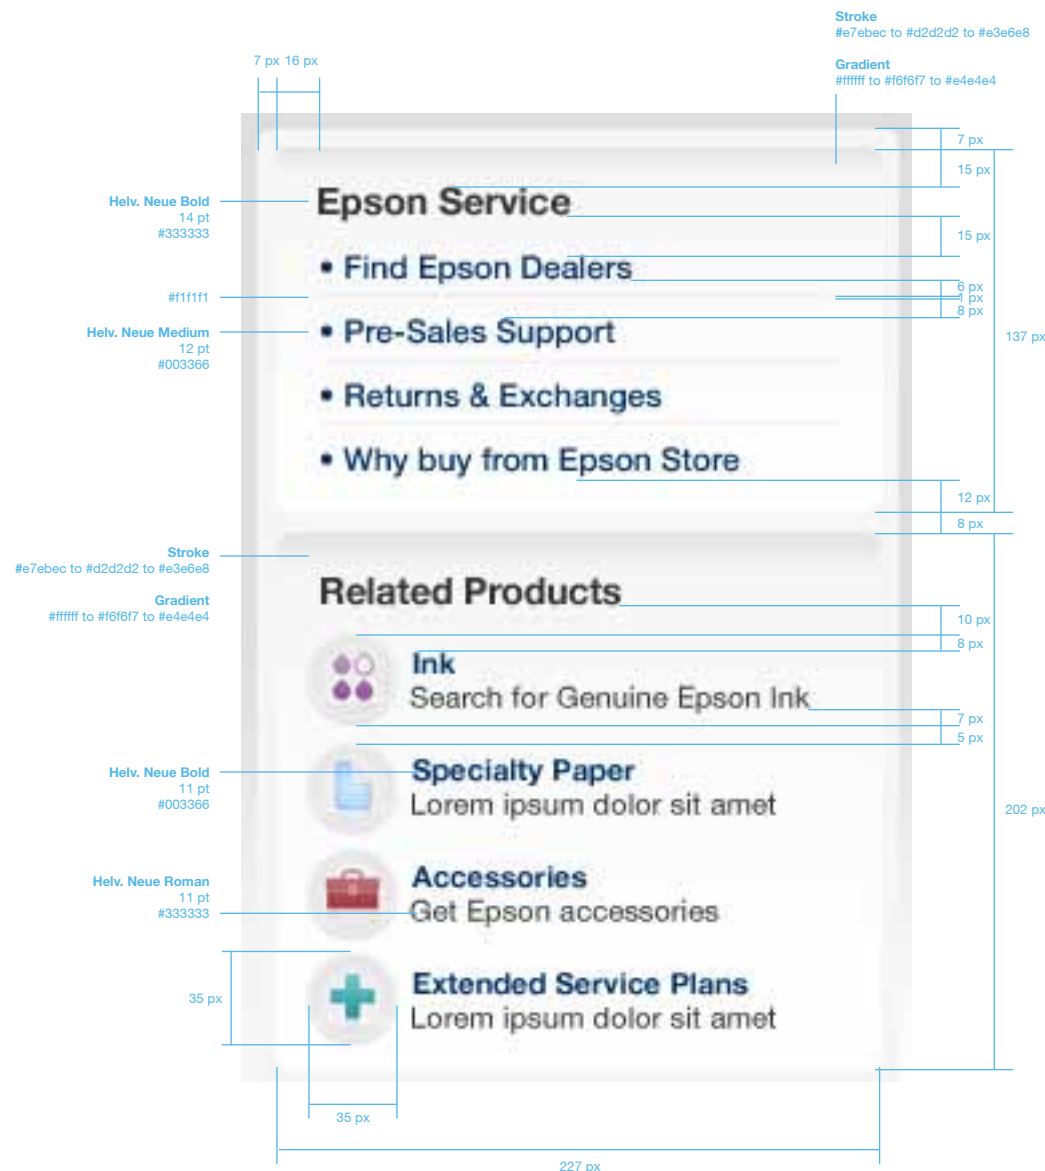 Stroke
#e7ebec to #d2d2d2 to #e3e6e8
Gradient
#ffffff to #f6f6f7 to #e4e4e4
7 px 16 px
7 px
15 px
Helv. Neue Bold
14 pt
#333333
Epson Service
15 px
• Find Epson Dealers
6 px
1 px
8 px
#f1f1f1
Helv. Neue Medium
12 pt
#003366
• Pre-Sales Support
137 px
• Returns & Exchanges
• Why buy from Epson Store
12 px
8 px
Stroke
#e7ebec to #d2d2d2 to #e3e6e8
Gradient
#ffffff to #f6f6f7 to #e4e4e4
Related Products
10 px
8 px
Ink
Search for Genuine Epson Ink
7 px
5 px
Helv. Neue Bold
11 pt
#003366
Specialty Paper
Lorem ipsum dolor sit amet
202 px
Helv. Neue Roman
11 pt
#333333
Accessories
Get Epson accessories
35 px
Extended Service Plans
Lorem ipsum dolor sit amet
35 px
227 px